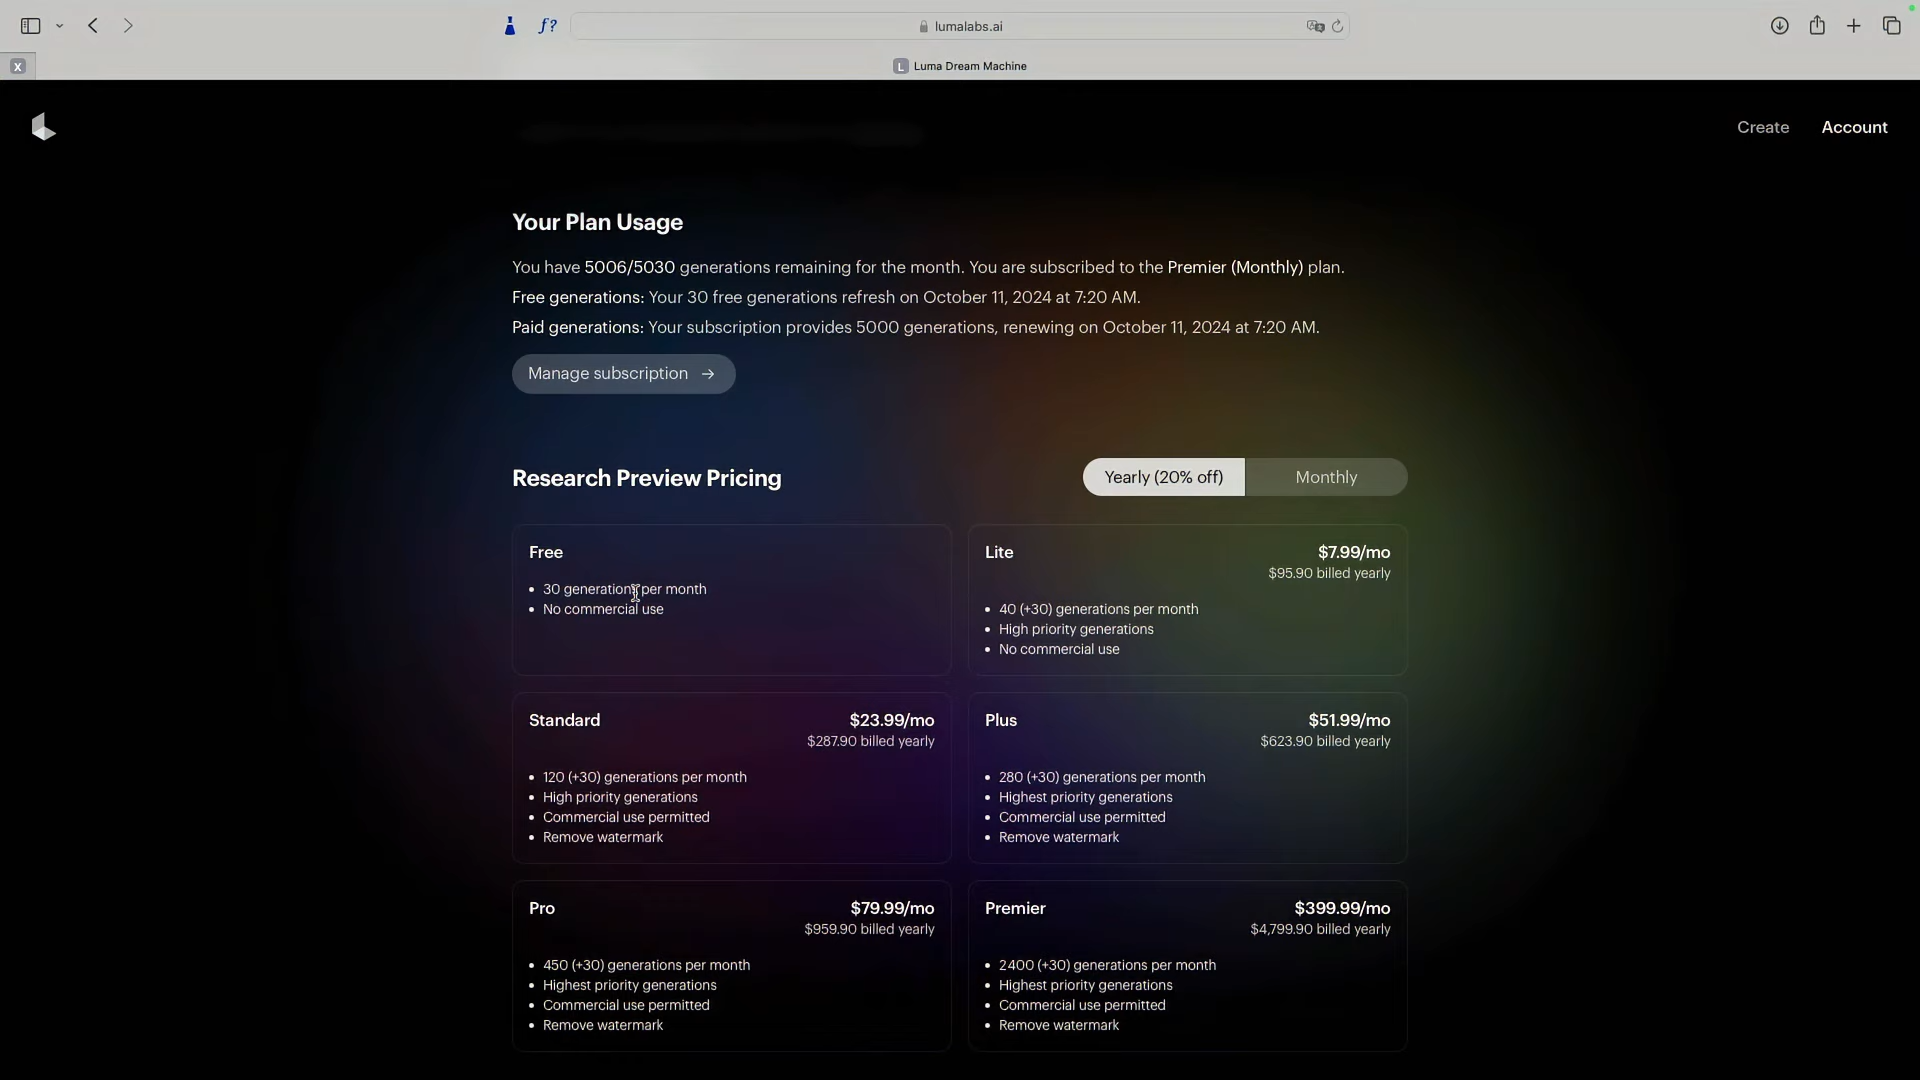 f?
lumalabs.ai
X
L Luma Dream Machine
Create
Account
Your Plan Usage
You have 5006/5030 generations remaining for the month. You are subscribed to the Premier (Monthly) plan.
Free generations: Your 30 free generations refresh on October 11, 2024 at 7:20 AM.
Paid generations: Your subscription provides 5000 generations, renewing on October 11, 2024 at 7:20 AM.
Manage subscription →
Research Preview Pricing
Yearly (20% off)
Monthly
Free
• 30 generations per month
• No commercial use
Lite
$7.99/mo
$95.90 billed yearly
• 40 (+30) generations per month
• High priority generations
• No commercial use
Standard
$23.99/mo
$287.90 billed yearly
• 120 (+30) generations per month
• High priority generations
• Commercial use permitted
• Remove watermark
Plus
$51.99/mo
$623.90 billed yearly
• 280 (+30) generations per month
• Highest priority generations
• Commercial use permitted
• Remove watermark
Pro
$79.99/mo
$959.90 billed yearly
• 450 (+30) generations per month
• Highest priority generations
• Commercial use permitted
• Remove watermark
Premier
$399.99/mo
$4,799.90 billed yearly
• 2400 (+30) generations per month
• Highest priority generations
• Commercial use permitted
• Remove watermark